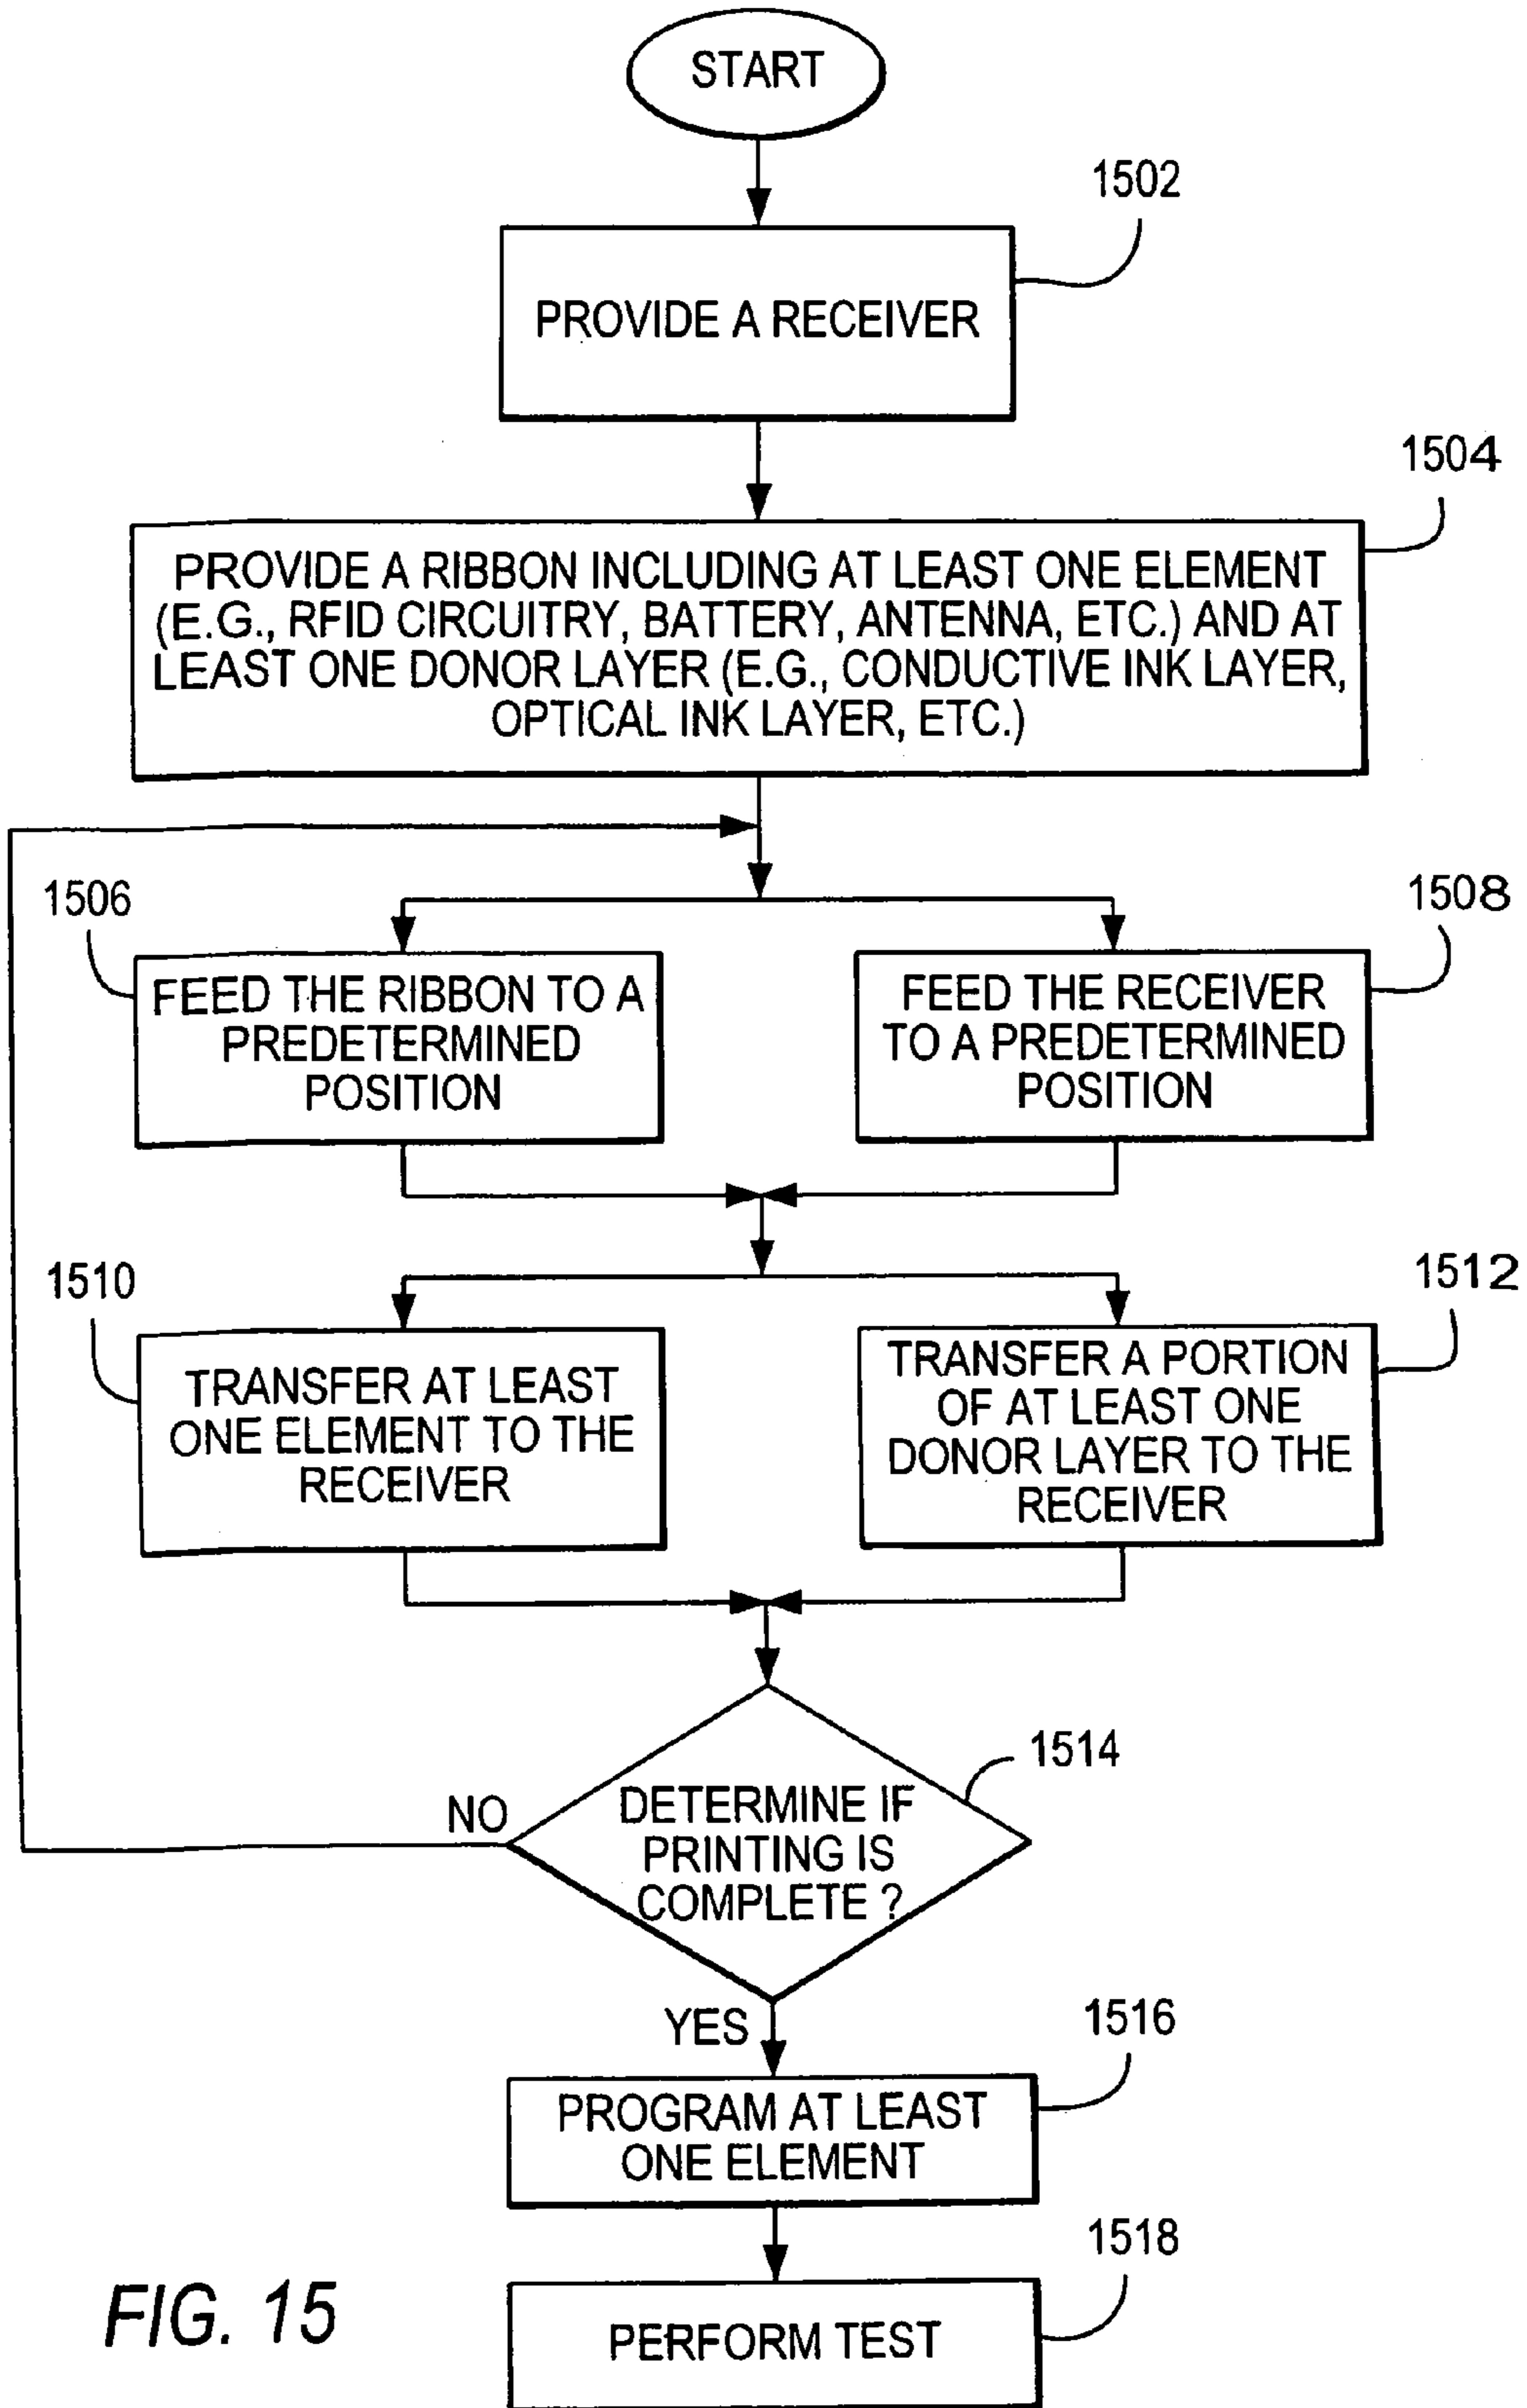 START
1502
PROVIDE A RECEIVER
1504
PROVIDE A RIBBON INCLUDING AT LEAST ONE ELEMENT
(E.G., RFID CIRCUITRY, BATTERY, ANTENNA, ETC.) AND AT
LEAST ONE DONOR LAYER (E.G., CONDUCTIVE INK LAYER,
OPTICAL INK LAYER, ETC.)
1506
FEED THE RIBBON TO A
PREDETERMINED
POSITION
1508
FEED THE RECEIVER
TO A PREDETERMINED
POSITION
1510
TRANSFER AT LEAST
ONE ELEMENT TO THE
RECEIVER
1512
TRANSFER A PORTION
OF AT LEAST ONE
DONOR LAYER TO THE
RECEIVER
1514
NO
DETERMINE IF
PRINTING IS
COMPLETE ?
YES
1516
PROGRAM AT LEAST
ONE ELEMENT
1518
PERFORM TEST
FIG. 15